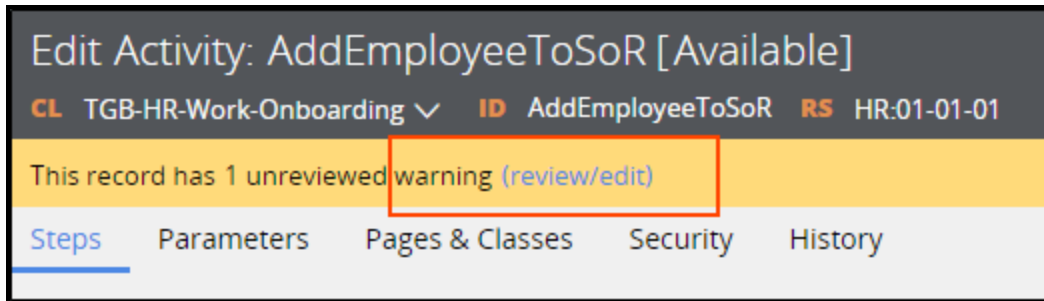 Edit Activity: AddEmployeeToSoR [Available]
CL TGB-HR-Work-Onboarding ID AddEmployeeToSoR RS HR:01-01-01
This record has 1 unreviewed warning (review/edit)
Steps Parameters Pages & Classes Security History